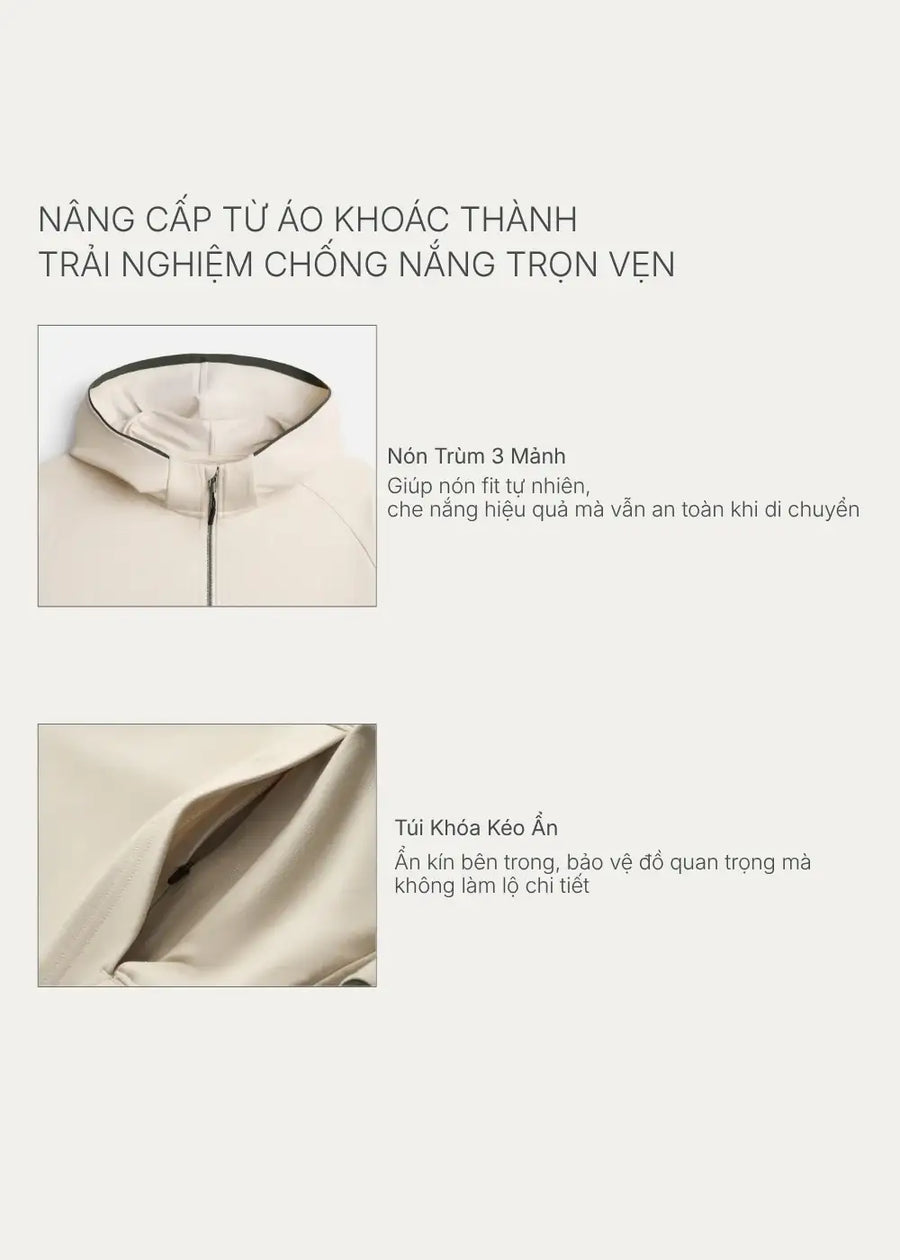 NÂNG CẤP TỪ ÁO KHOÁC THÀNH
TRẢI NGHIỆM CHỐNG NẮNG TRỌN VẸN
Nón Trùm 3 Mảnh
Giúp nón fit tự nhiên,
che nắng hiệu quả mà vẫn an toàn khi di chuyển
Túi Khóa Kéo Ẩn
Ẩn kín bên trong, bảo vệ đồ quan trọng mà
không làm lộ chi tiết